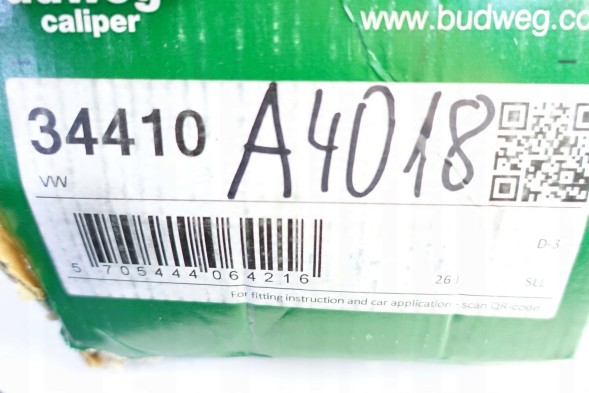 caliper
www.budweg.co
34410 A4018
VW
5 705444 064216
D-3
26
SLL
For fitting instruction and car application - scan QR-code